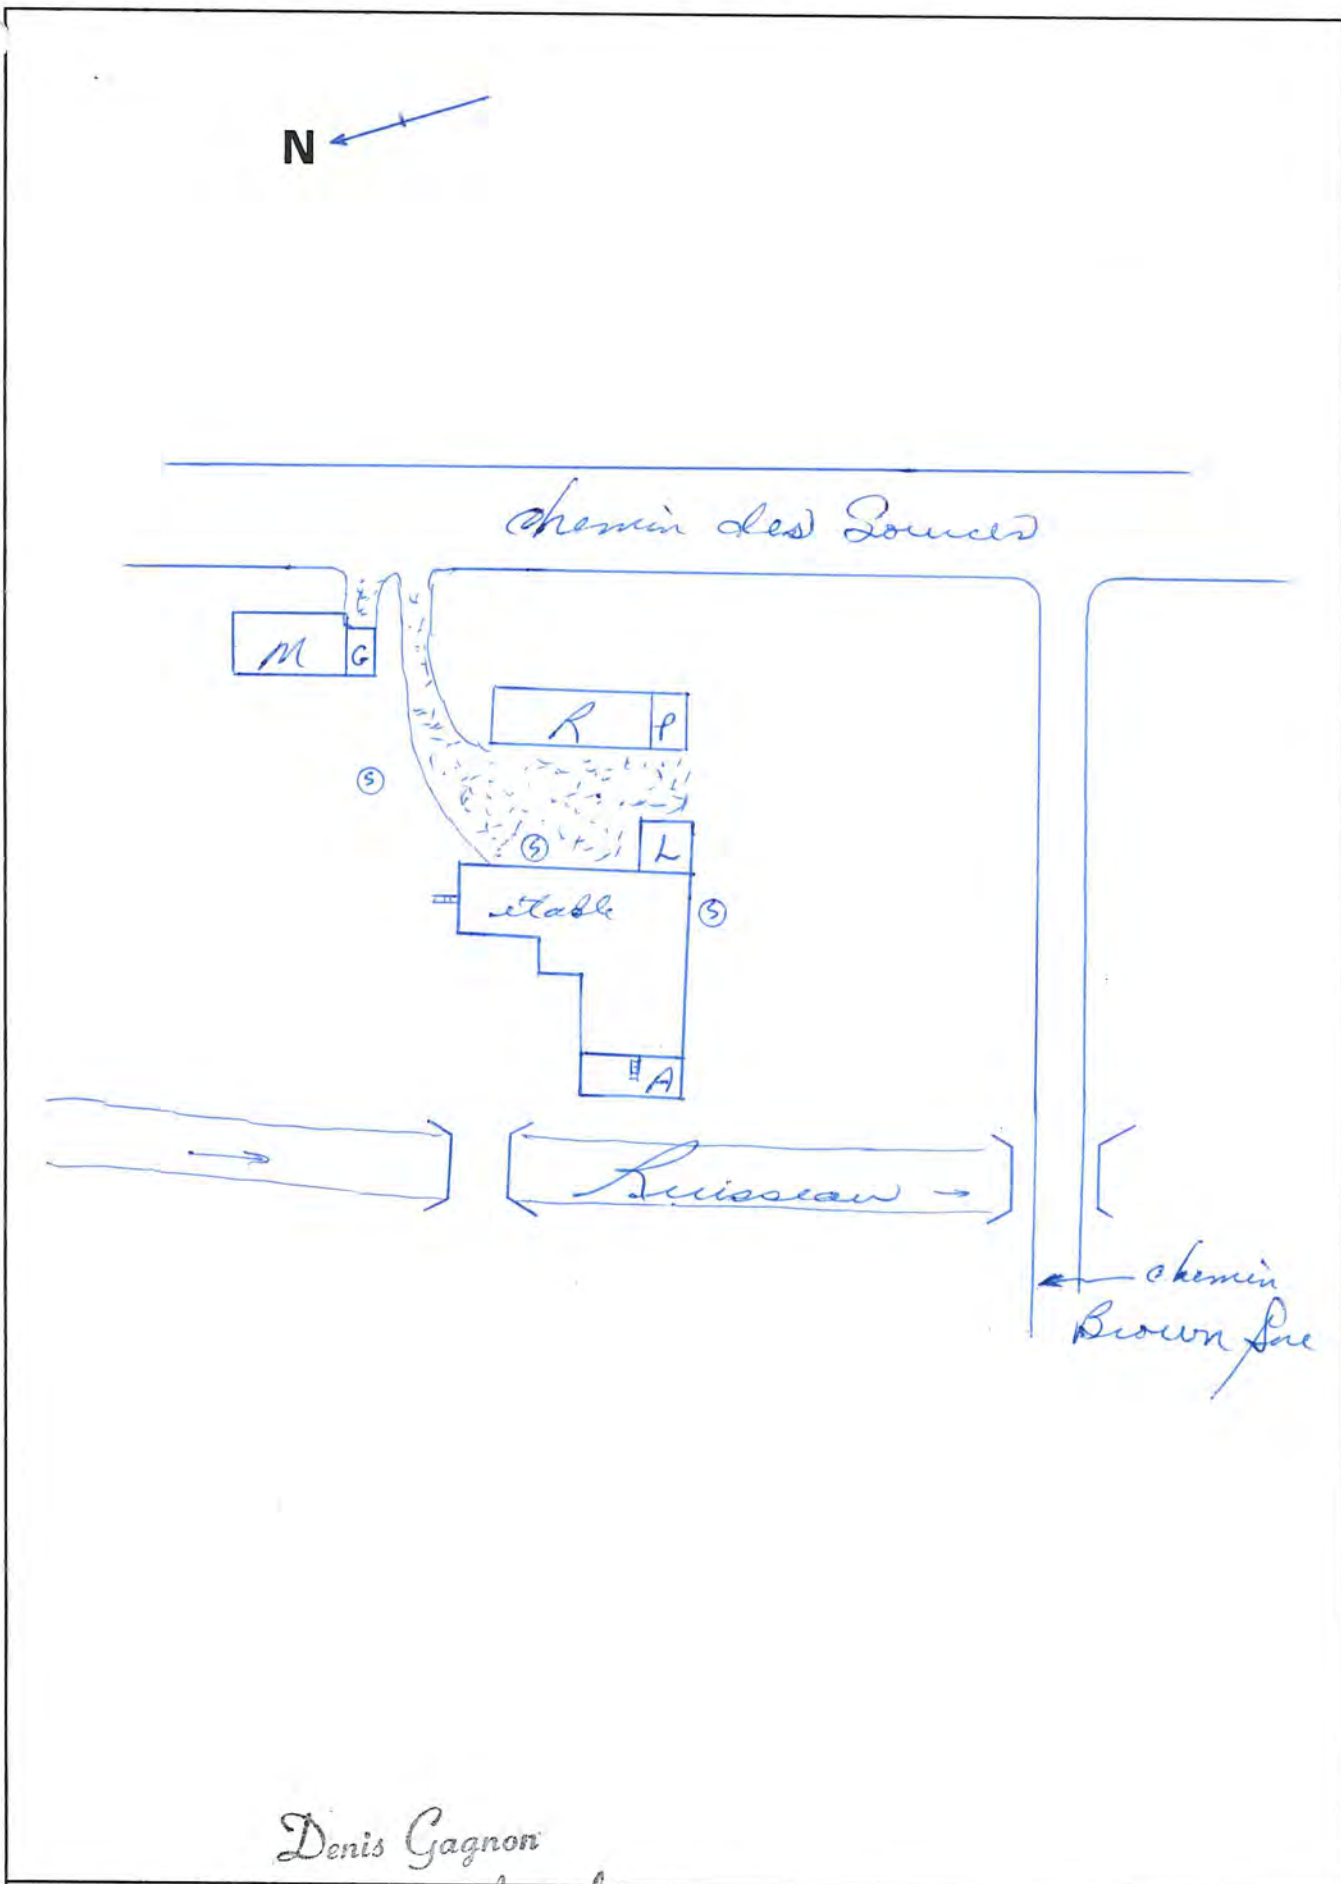 N
chemin des Sources
M G
R P
S
S L
étable S
A
Ruisseau
chemin
Brown
Denis Gagnon